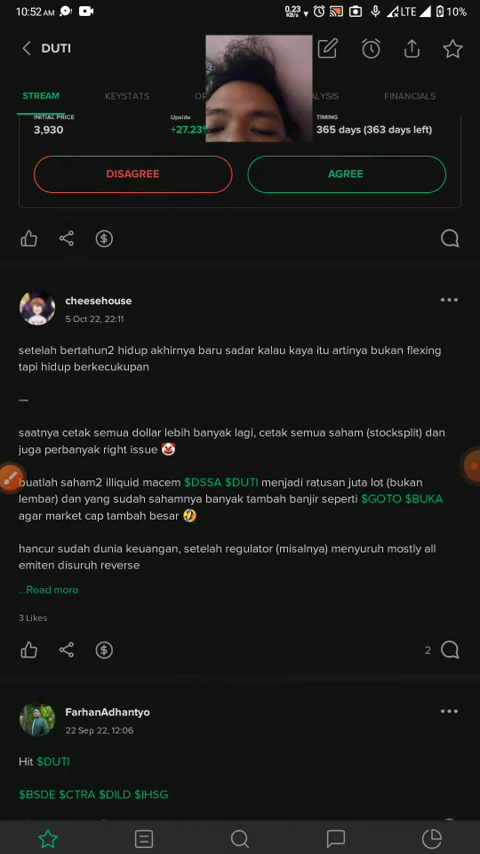 10:52 AM
0.23
KB/s
LTE
10%
DUTI
STREAM
KEYSTATS
OR
ALYSIS
FINANCIALS
INITIAL PRICE
Upside
TIMING
3,930
+27.23%
365 days (363 days left)
DISAGREE
AGREE
cheesehouse
5 Oct 22, 22:11
setelah bertahun2 hidup akhirnya baru sadar kalau kaya itu artinya bukan flexing
tapi hidup berkecukupan
—
saatnya cetak semua dollar lebih banyak lagi, cetak semua saham (stocksplit) dan
juga perbanyak right issue 🤡
buatlah saham2 illiquid macem $DSSA $DUTI menjadi ratusan juta lot (bukan
lembar) dan yang sudah sahamnya banyak tambah banjir seperti $GOTO $BUKA
agar market cap tambah besar 🤣
hancur sudah dunia keuangan, setelah regulator (misalnya) menyuruh mostly all
emiten disuruh reverse
...Read more
3 Likes
2
FarhanAdhantyo
22 Sep 22, 12:06
Hit $DUTI
$BSDE $CTRA $DILD $IHSG